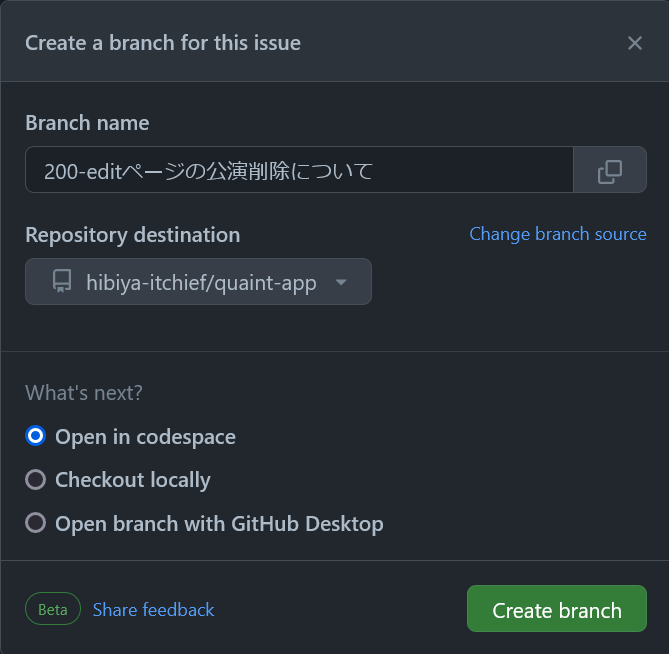 Create a branch for this issue
Branch name
200-editページの公演削除について
Repository destination
Change branch source
hibiya-itchief/quaint-app
What's next?
Open in codespace
Checkout locally
Open branch with GitHub Desktop
Beta
Share feedback
Create branch